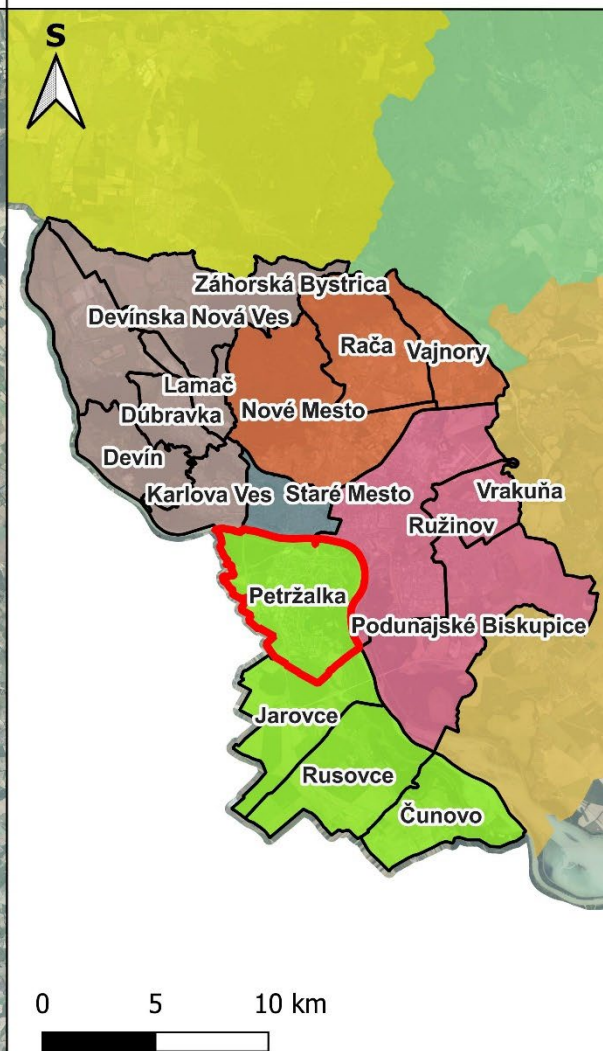 S
Záhorská Bystrica
Devínska Nová Ves
Rača
Vajnory
Lamač
Dúbravka
Nové Mesto
Devín
Karlova Ves
Staré Mesto
Vrakuňa
Ružinov
Petržalka
Podunajské Biskupice
Jarovce
Rusovce
Čunovo
0 5 10 km